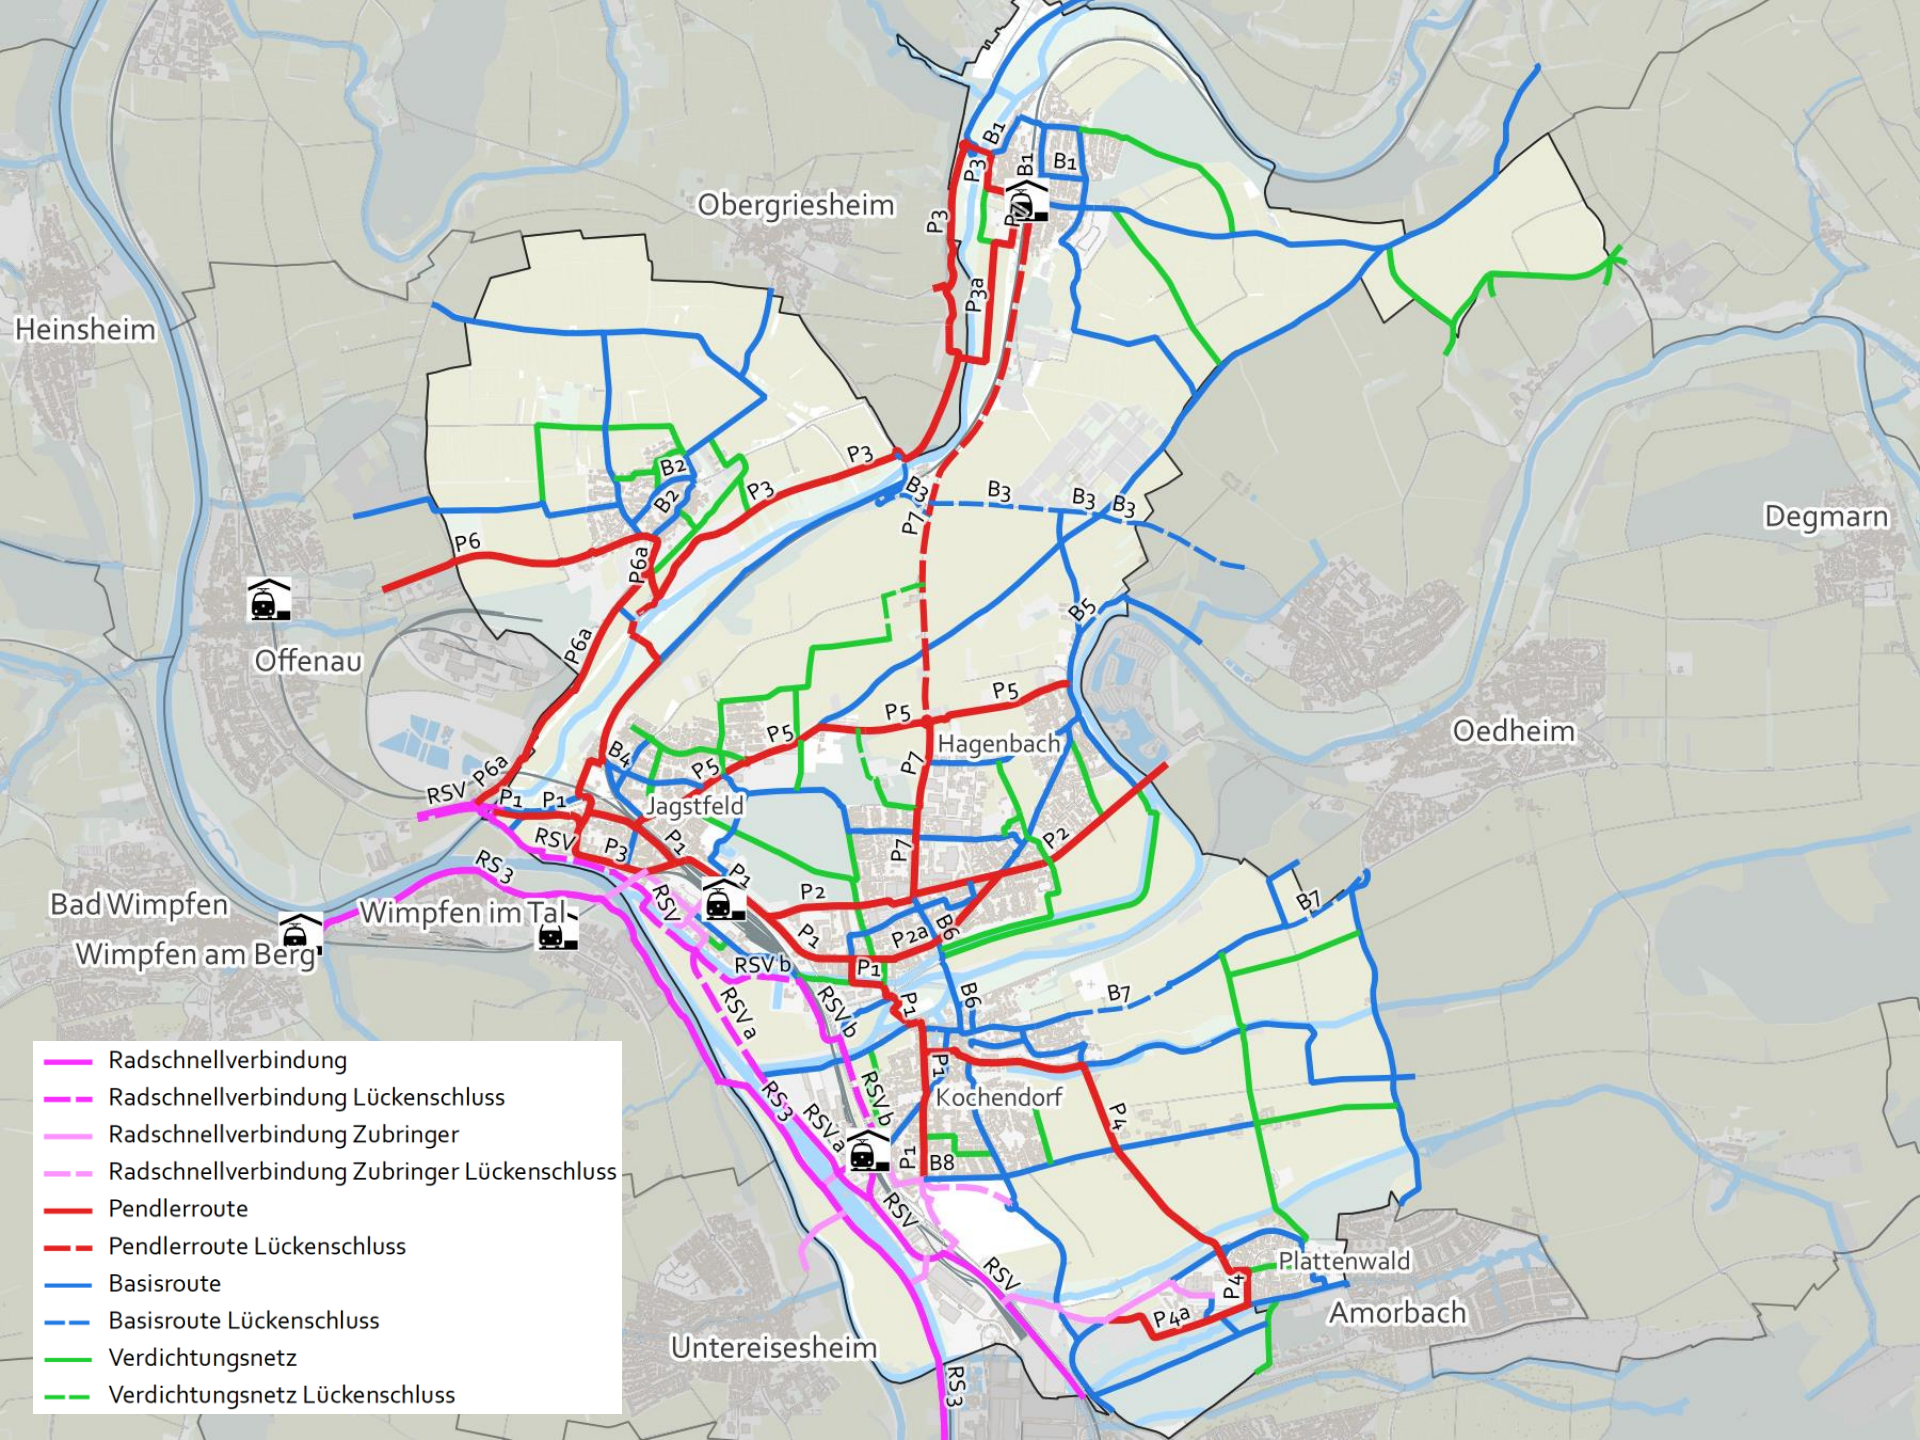 B1
P3
B1
B1
Obergriesheim
P3
P3a
Heinsheim
P3
B2
B2
P3
B3
B3
B3
B3
P7
Degmarn
P6
P6a
B5
P6a
Offenau
P5
P5
Oedheim
P5
Hagenbach
B4
P5
P7
P6a
RSV
P1
P1
Jagstfeld
RSV
P3
P1
P7
P2
RS3
P1
Bad Wimpfen
Wimpfen im Tal
RSV
P2
B7
Wimpfen am Berg
P1
P2a
B6
RSV b
P1
RSV a
RSV b
P1
B6
B7
P1
Kochendorf
RS3
RSV a
RSV b
P4
P1
B8
RSV
RSV
Plattenwald
P4
P4a
Amorbach
Untereisesheim
RS3
Radschnellverbindung
Radschnellverbindung Lückenschluss
Radschnellverbindung Zubringer
Radschnellverbindung Zubringer Lückenschluss
Pendlerroute
Pendlerroute Lückenschluss
Basisroute
Basisroute Lückenschluss
Verdichtungsnetz
Verdichtungsnetz Lückenschluss